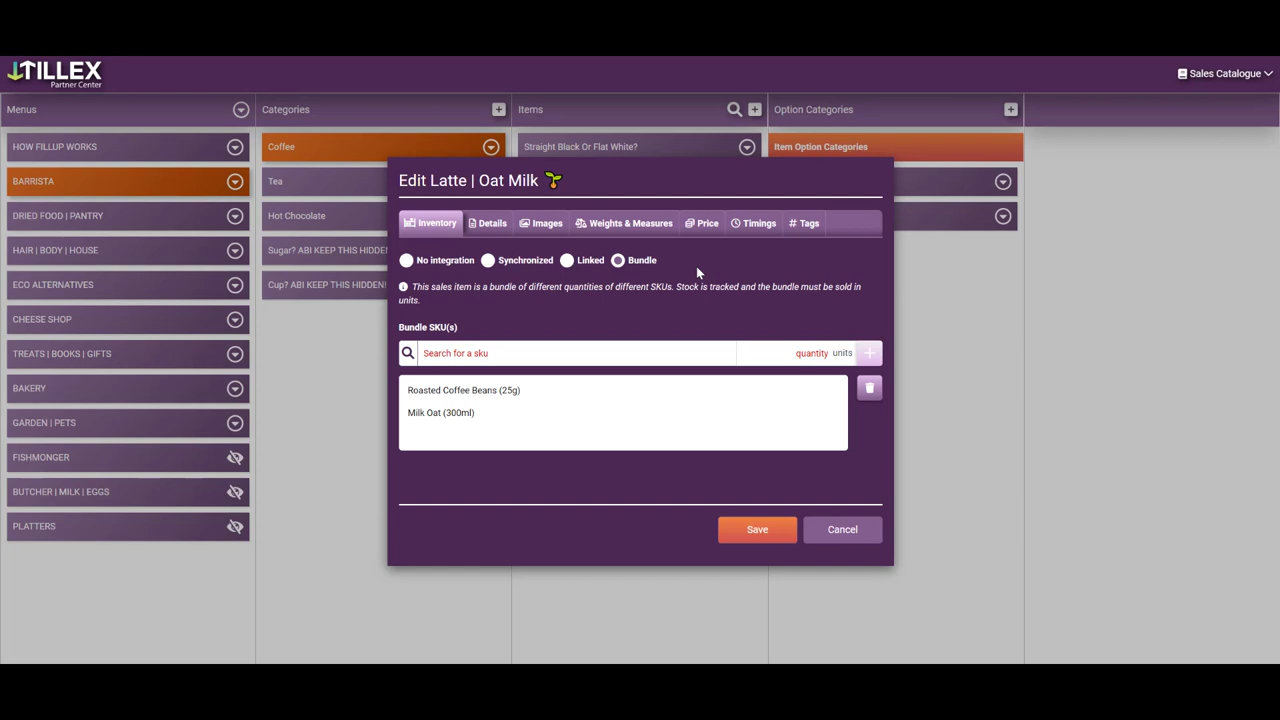 TILLEX
Partner Center
Sales Catalogue
Menus
Categories
Items
Option Categories
HOW FILLUP WORKS
BARRISTA
DRIED FOOD | PANTRY
HAIR | BODY | HOUSE
ECO ALTERNATIVES
CHEESE SHOP
TREATS | BOOKS | GIFTS
BAKERY
GARDEN | PETS
FISHMONGER
BUTCHER | MILK | EGGS
PLATTERS
Coffee
Tea
Hot Chocolate
Sugar? ABI KEEP THIS HIDDEN
Cup? ABI KEEP THIS HIDDEN!
Straight Black Or Flat White?
Item Option Categories
Edit Latte | Oat Milk
Inventory
Details
Images
Weights & Measures
Price
Timings
# Tags
No integration
Synchronized
Linked
Bundle
This sales item is a bundle of different quantities of different SKUs. Stock is tracked and the bundle must be sold in
units.
Bundle SKU(s)
Search for a sku
quantity units
Roasted Coffee Beans (25g)
Milk Oat (300ml)
Save
Cancel